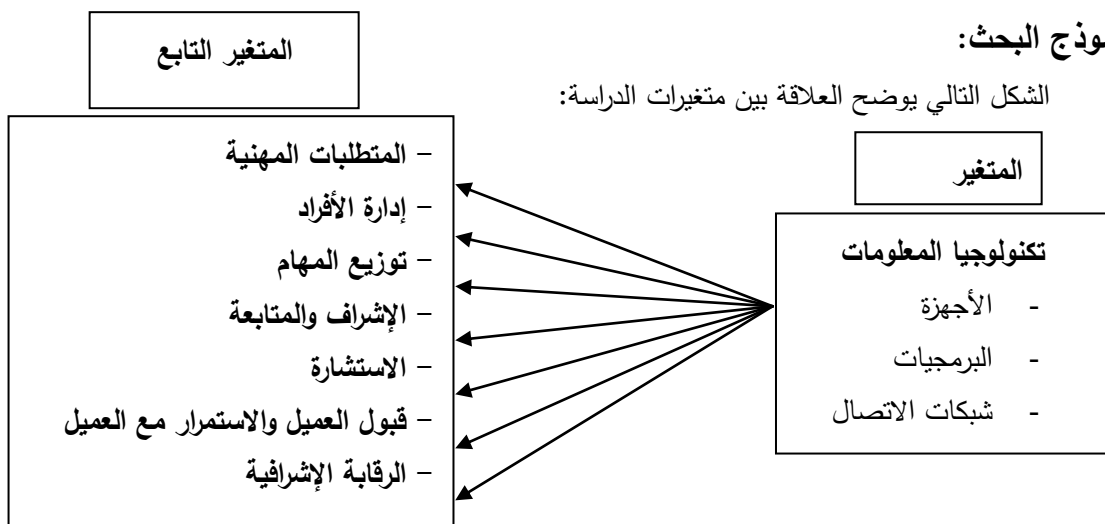 ـوذج البحث:
الشكل التالي يوضح العلاقة بين متغيرات الدراسة:
المتغير
تكنولوجيا المعلومات
- الأجهزة
- البرمجيات
- شبكات الاتصال
المتغير التابع
- المتطلبات المهنية
- إدارة الأفراد
- توزيع المهام
- الإشراف والمتابعة
- الاستشارة
- قبول العميل والاستمرار مع العميل
- الرقابة الإشرافية